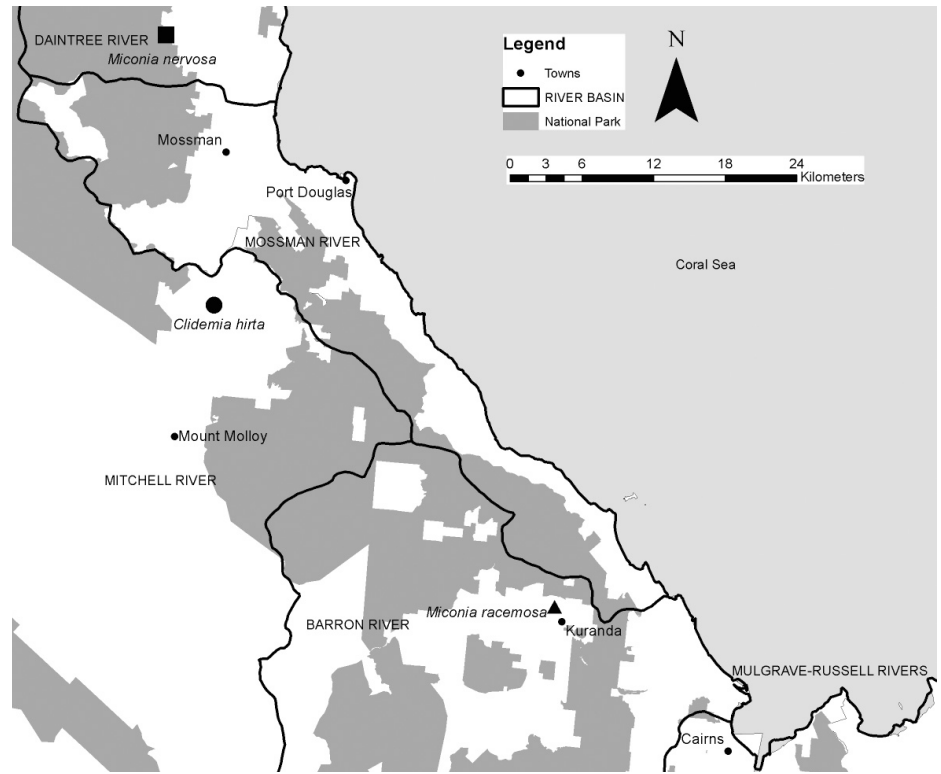 DAINTREE RIVER
Miconia nervosa
Legend
Towns
RIVER BASIN
National Park
N
0 3 6 12 18 24
Kilometers
Mossman
Port Douglas
MOSSMAN RIVER
Coral Sea
Clidemia hirta
Mount Molloy
MITCHELL RIVER
Miconia racemosa
BARRON RIVER
Kuranda
MULGRAVE-RUSSELL RIVERS
Cairns